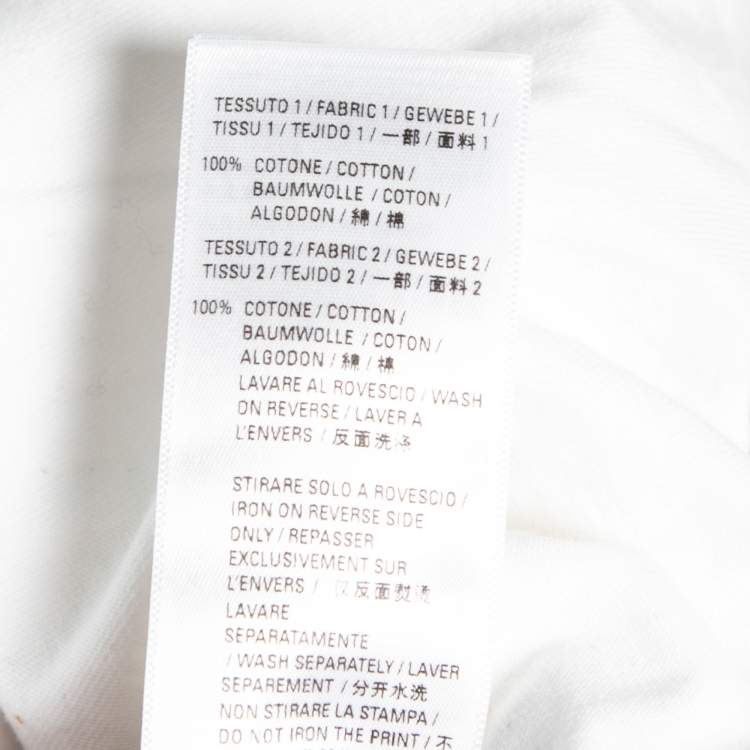 TESSUTO 1 / FABRIC 1 / GEWEBE 1 /
TISSU 1 / TEJIDO 1 / 一部 / 面料 1
100% COTONE / COTTON /
BAUMWOLLE / COTON /
ALGODON / 綿 / 棉
TESSUTO 2 / FABRIC 2 / GEWEBE 2 /
TISSU 2 / TEJIDO 2 / 一部 / 面料 2
100% COTONE / COTTON /
BAUMWOLLE / COTON /
ALGODON / 綿 / 棉
LAVARE AL ROVESCIO / WASH
ON REVERSE / LAVER A
L'ENVERS / 反面洗涤
STIRARE SOLO A ROVESCIO /
IRON ON REVERSE SIDE
ONLY / REPASSER
EXCLUSIVEMENT SUR
L'ENVERS / 仅反面熨烫
LAVARE
SEPARATAMENTE
/ WASH SEPARATELY / LAVER
SEPAREMENT / 分开水洗
NON STIRARE LA STAMPA /
DO NOT IRON THE PRINT / 不